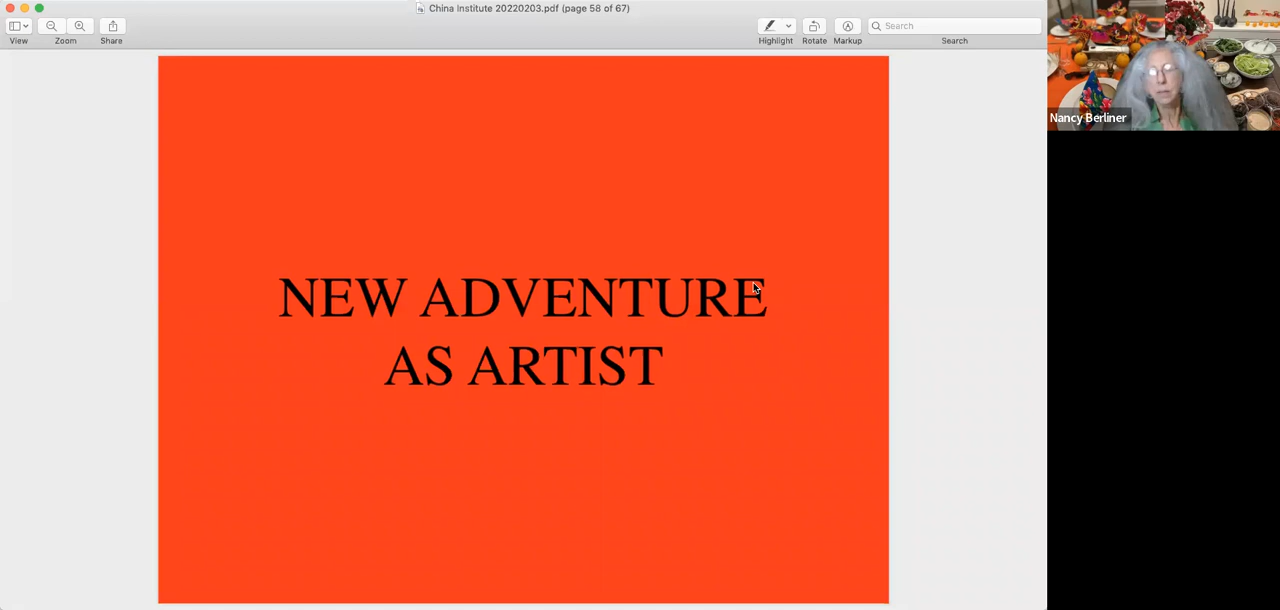 China Institute 20220203.pdf (page 58 of 67)
View
Zoom
Share
Highlight
Rotate
Markup
Search
Search
Nancy Berliner
NEW ADVENTURE
AS ARTIST